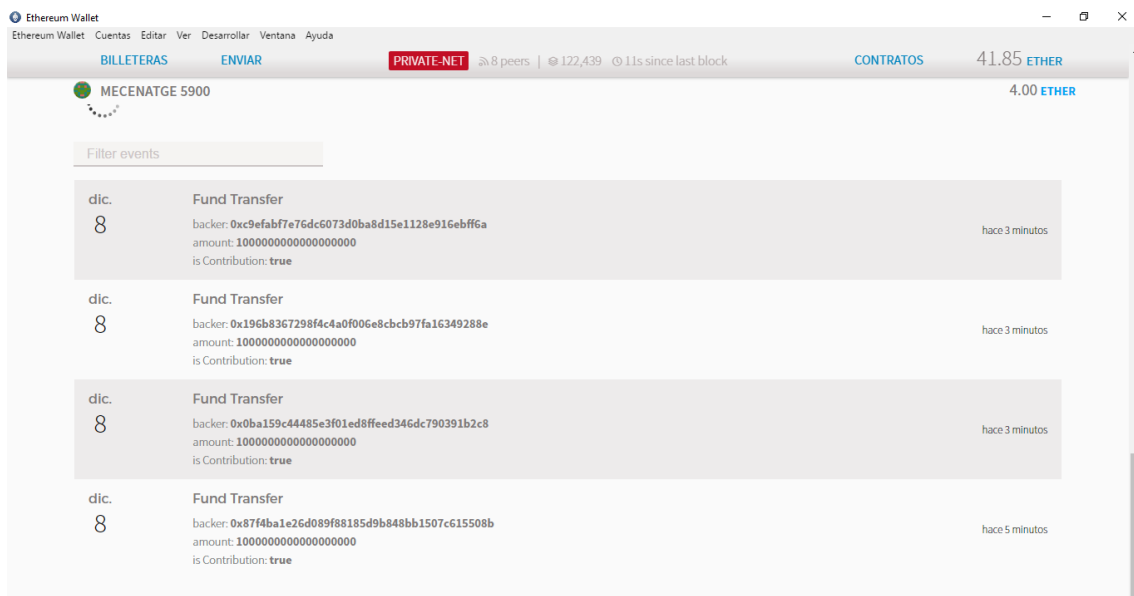 Ethereum Wallet
Ethereum Wallet Cuentas Editar Ver Desarrollar Ventana Ayuda
BILLETERAS ENVIAR PRIVATE-NET 8 peers | 122,439 11s since last block CONTRATOS 41.85 ETHER
MECENATGE 5900 4.00 ETHER
Filter events
dic. Fund Transfer
8 backer: 0xc9efabf7e76dc6073d0ba8d15e1128e916ebff6a
amount: 1000000000000000000 hace 3 minutos
is Contribution: true
dic. Fund Transfer
8 backer: 0x196b8367298f4c4a0f006e8cbcb97fa16349288e
amount: 1000000000000000000 hace 3 minutos
is Contribution: true
dic. Fund Transfer
8 backer: 0x0ba159c44485e3f01ed8ffeed346dc790391b2c8
amount: 1000000000000000000 hace 3 minutos
is Contribution: true
dic. Fund Transfer
8 backer: 0x87f4ba1e26d089f88185d9b848bb1507c615508b
amount: 1000000000000000000 hace 5 minutos
is Contribution: true